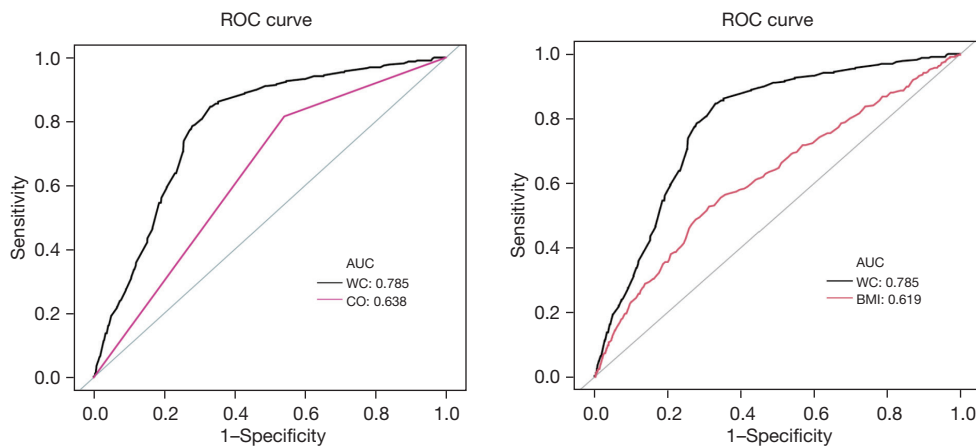 ROC curve
1.0
0.8
0.6
0.4
0.2
0.0
Sensitivity
AUC
WC: 0.785
CO: 0.638
0.0 0.2 0.4 0.6 0.8 1.0
1–Specificity
ROC curve
1.0
0.8
0.6
0.4
0.2
0.0
Sensitivity
AUC
WC: 0.785
BMI: 0.619
0.0 0.2 0.4 0.6 0.8 1.0
1–Specificity